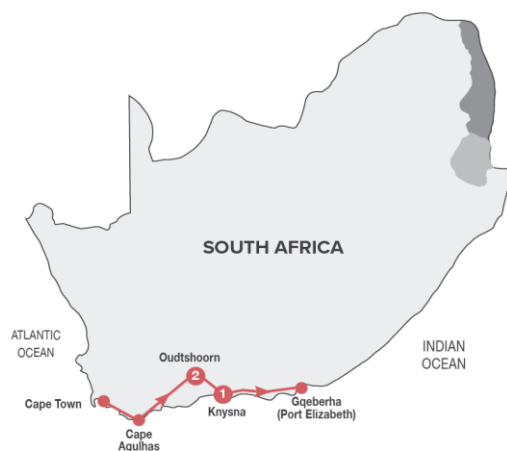 SOUTH AFRICA
ATLANTIC
OCEAN
INDIAN
OCEAN
Oudtshoorn
2
1
Cape Town
Knysna
Gqeberha
(Port Elizabeth)
Cape
Agulhas